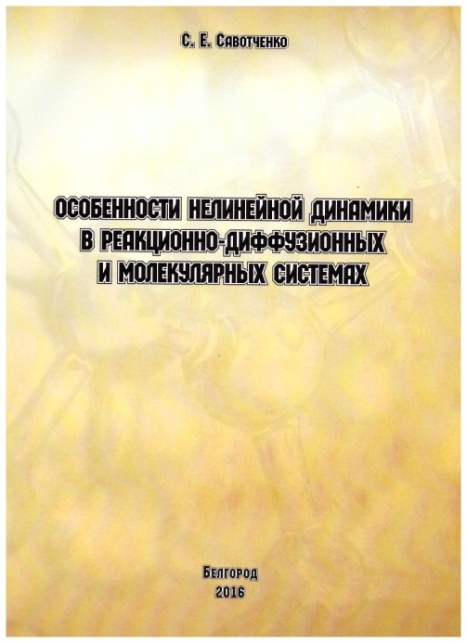 С. Е. Савотченко
ОСОБЕННОСТИ НЕЛИНЕЙНОЙ ДИНАМИКИ
В РЕАКЦИОННО-ДИФФУЗИОННЫХ
И МОЛЕКУЛЯРНЫХ СИСТЕМАХ
Белгород
2016